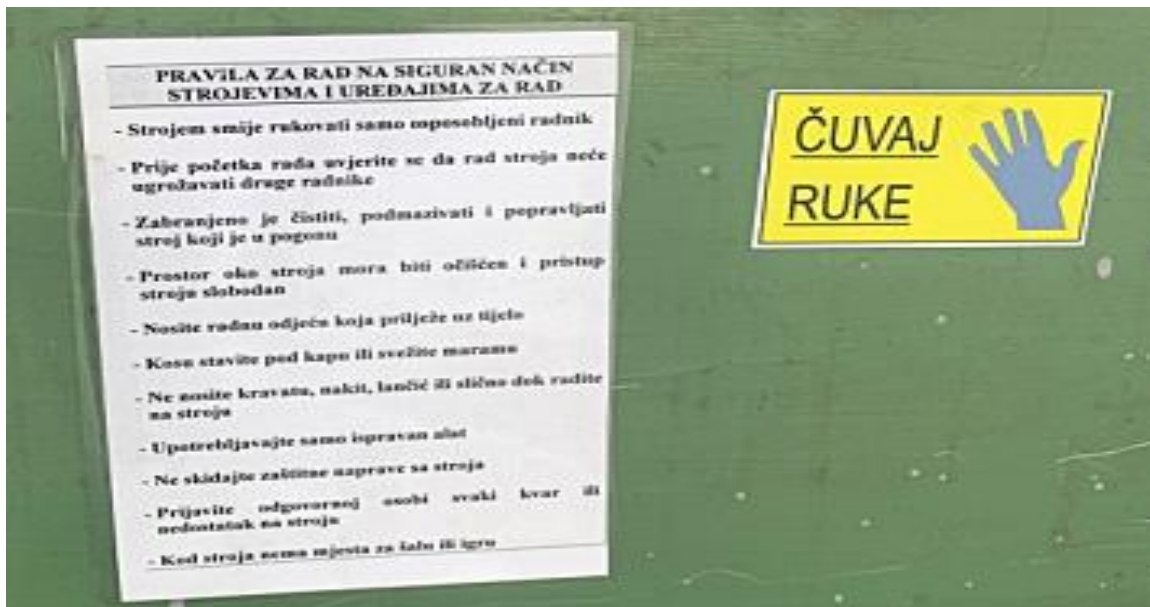 PRAVILA ZA RAD NA SIGURAN NAČIN
STROJEVIMA I UREĐAJIMA ZA RAD
- Strojem smije rukovati samo osposobljeni radnik
- Prije početka rada uvjerite se da rad stroja neće
ugrožavati druge radnike
- Zabranjeno je čistiti, podmazivati i popravljati
stroj koji je u pogonu
- Prostor oko stroja mora biti očišćen i pristup
stroju slobodan
- Nosite radnu odjeću koja priliježe uz tijelo
- Kosu stavite pod kapu ili svežite maramu
- Ne nosite kravatu, nakit, lančić ili slično dok radite
na stroju
- Upotrebljavajte samo ispravan alat
- Ne skidajte zaštitne naprave sa stroja
- Prijavite odgovornoj osobi svaki kvar ili
nedostatak na stroju
- Kod stroja nema mjesta za šalu ili igru
ČUVAJ
RUKE